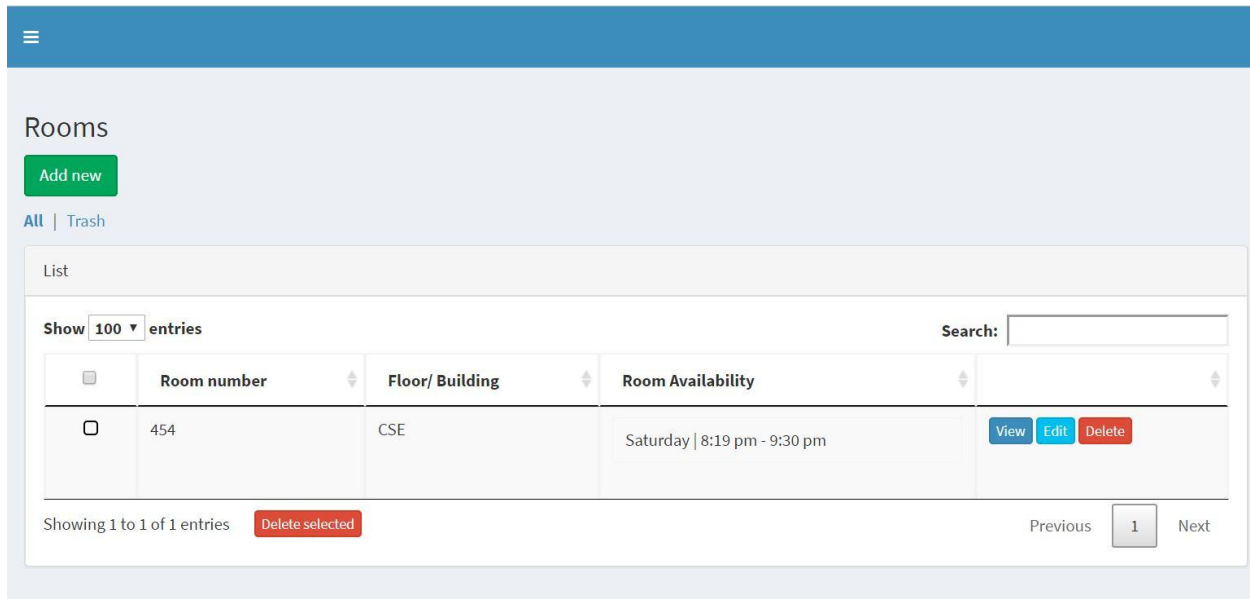 Rooms
Add new
All | Trash
List
Show 100 entries Search:
Room number Floor/ Building Room Availability
454 CSE Saturday | 8:19 pm - 9:30 pm View Edit Delete
Showing 1 to 1 of 1 entries Delete selected Previous 1 Next